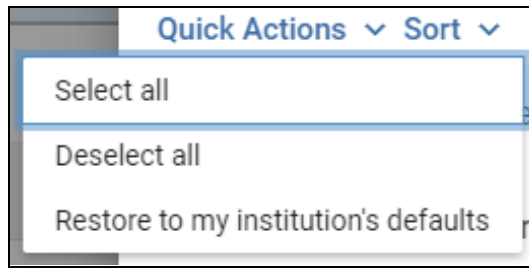 Quick Actions Sort
Select all
Deselect all
Restore to my institution's defaults